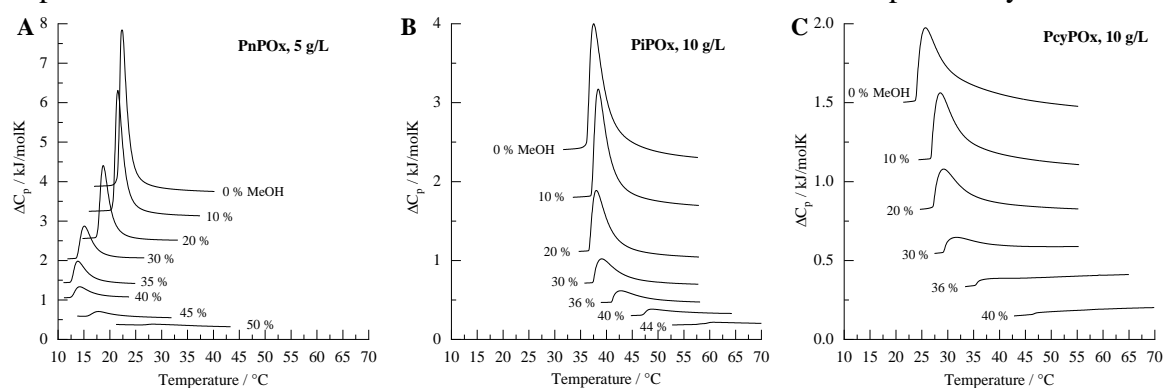 A
PnPOx, 5 g/L
ΔCp / kJ/molK
8
7
6
5
4
3
2
1
0
0 % MeOH
10 %
20 %
30 %
35 %
40 %
45 %
50 %
10 15 20 25 30 35 40 45 50 55 60 65 70
Temperature / °C
B
PiPOx, 10 g/L
ΔCp / kJ/molK
4
3
2
1
0
0 % MeOH
10 %
20 %
30 %
36 %
40 %
44 %
10 15 20 25 30 35 40 45 50 55 60 65 70
Temperature / °C
C
PcyPOx, 10 g/L
ΔCp / kJ/molK
2.0
1.5
1.0
0.5
0.0
0 % MeOH
10 %
20 %
30 %
36 %
40 %
10 15 20 25 30 35 40 45 50 55 60 65 70
Temperature / °C